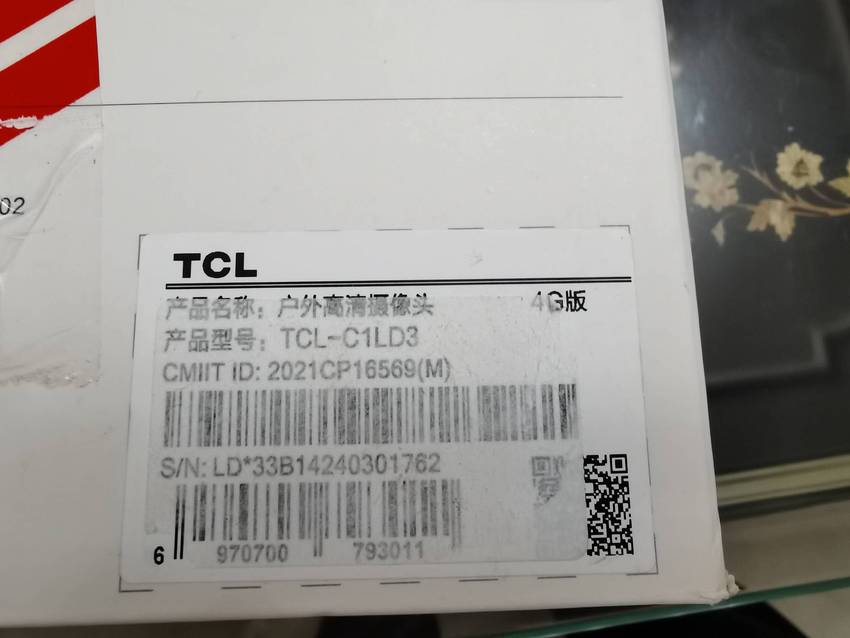 02
TCL
产品名称：户外高清摄像头 4G版
产品型号：TCL-C1LD3
CMIIT ID: 2021CP16569(M)
S/N: LD*33B14240301762
6 970700 793011